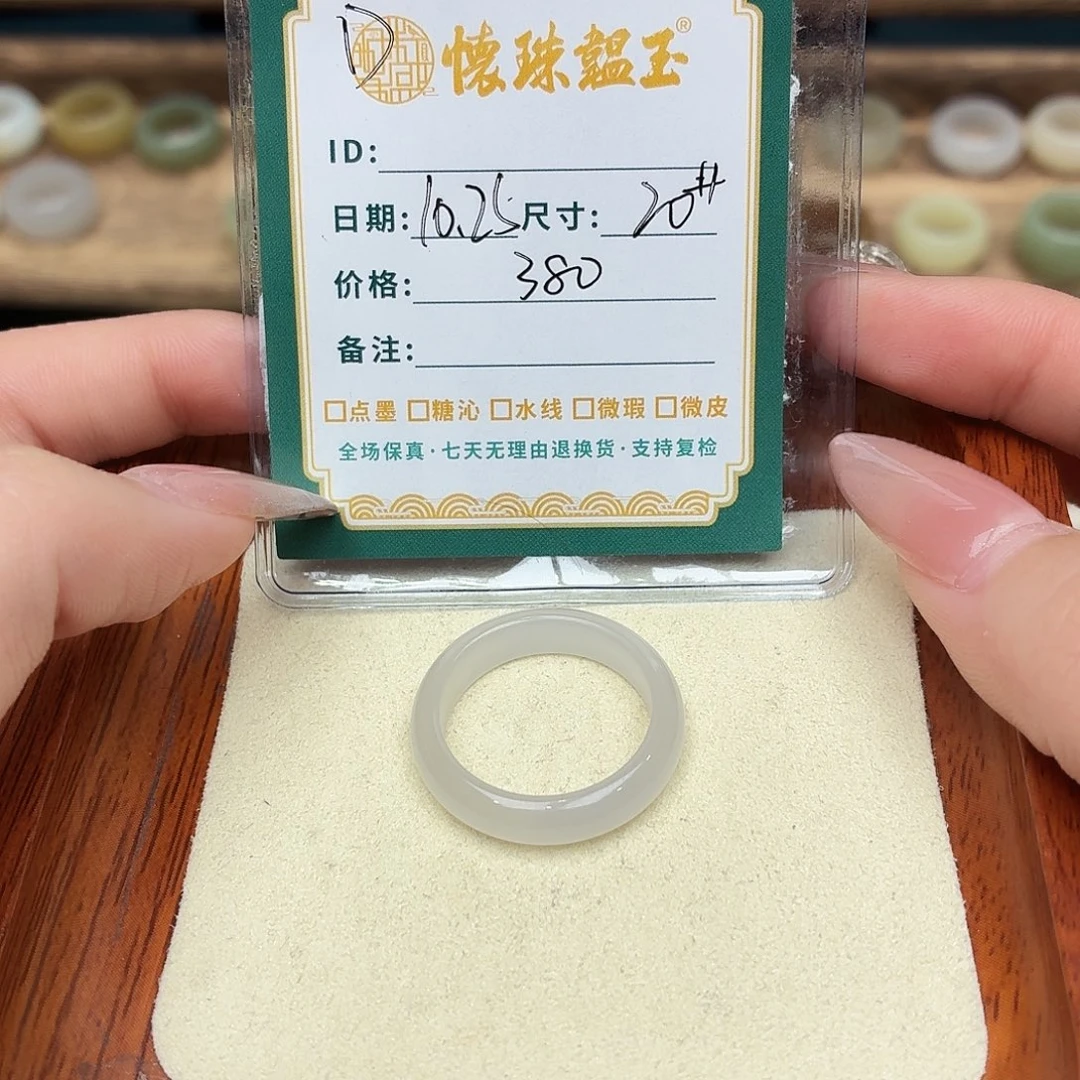 D 懷珠韞玉®
ID:
日期:10.25 尺寸:20#
价格:380
备注:
□点墨 □糖沁 □水线 □微瑕 □微皮
全场保真·七天无理由退换货·支持复检